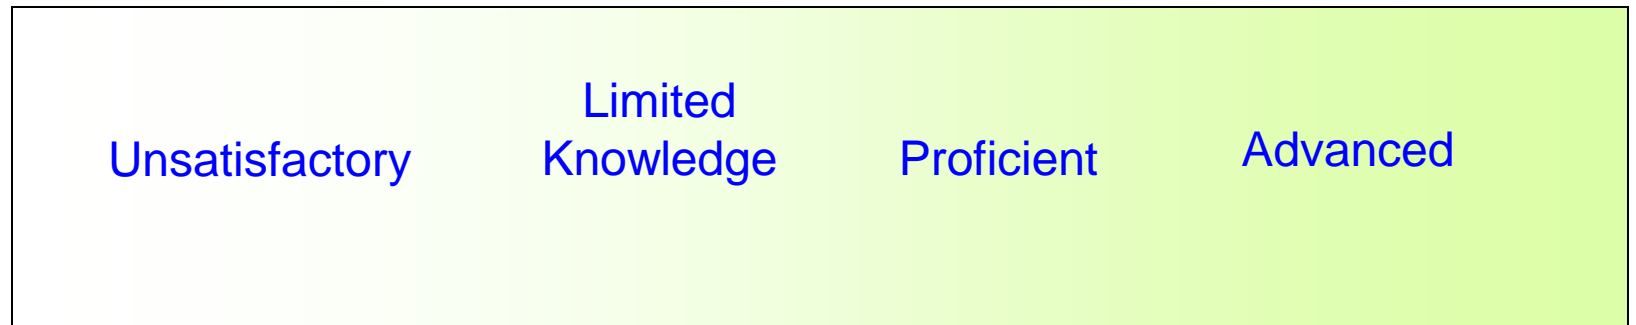 Unsatisfactory
Limited
Knowledge
Proficient
Advanced